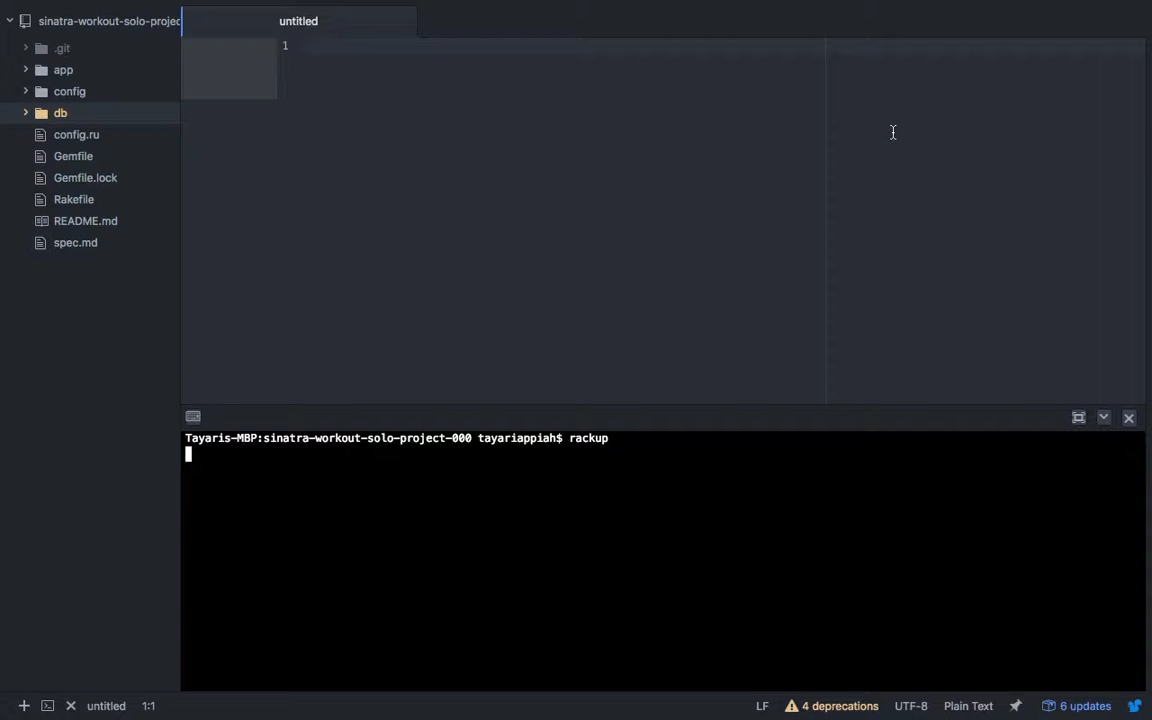 sinatra-workout-solo-projec
untitled
.git
app
config
db
config.ru
Gemfile
Gemfile.lock
Rakefile
README.md
spec.md
1
Tayaris-MBP:sinatra-workout-solo-project-000 tayariappiah$ rackup
untitled 1:1 LF 4 deprecations UTF-8 Plain Text 6 updates